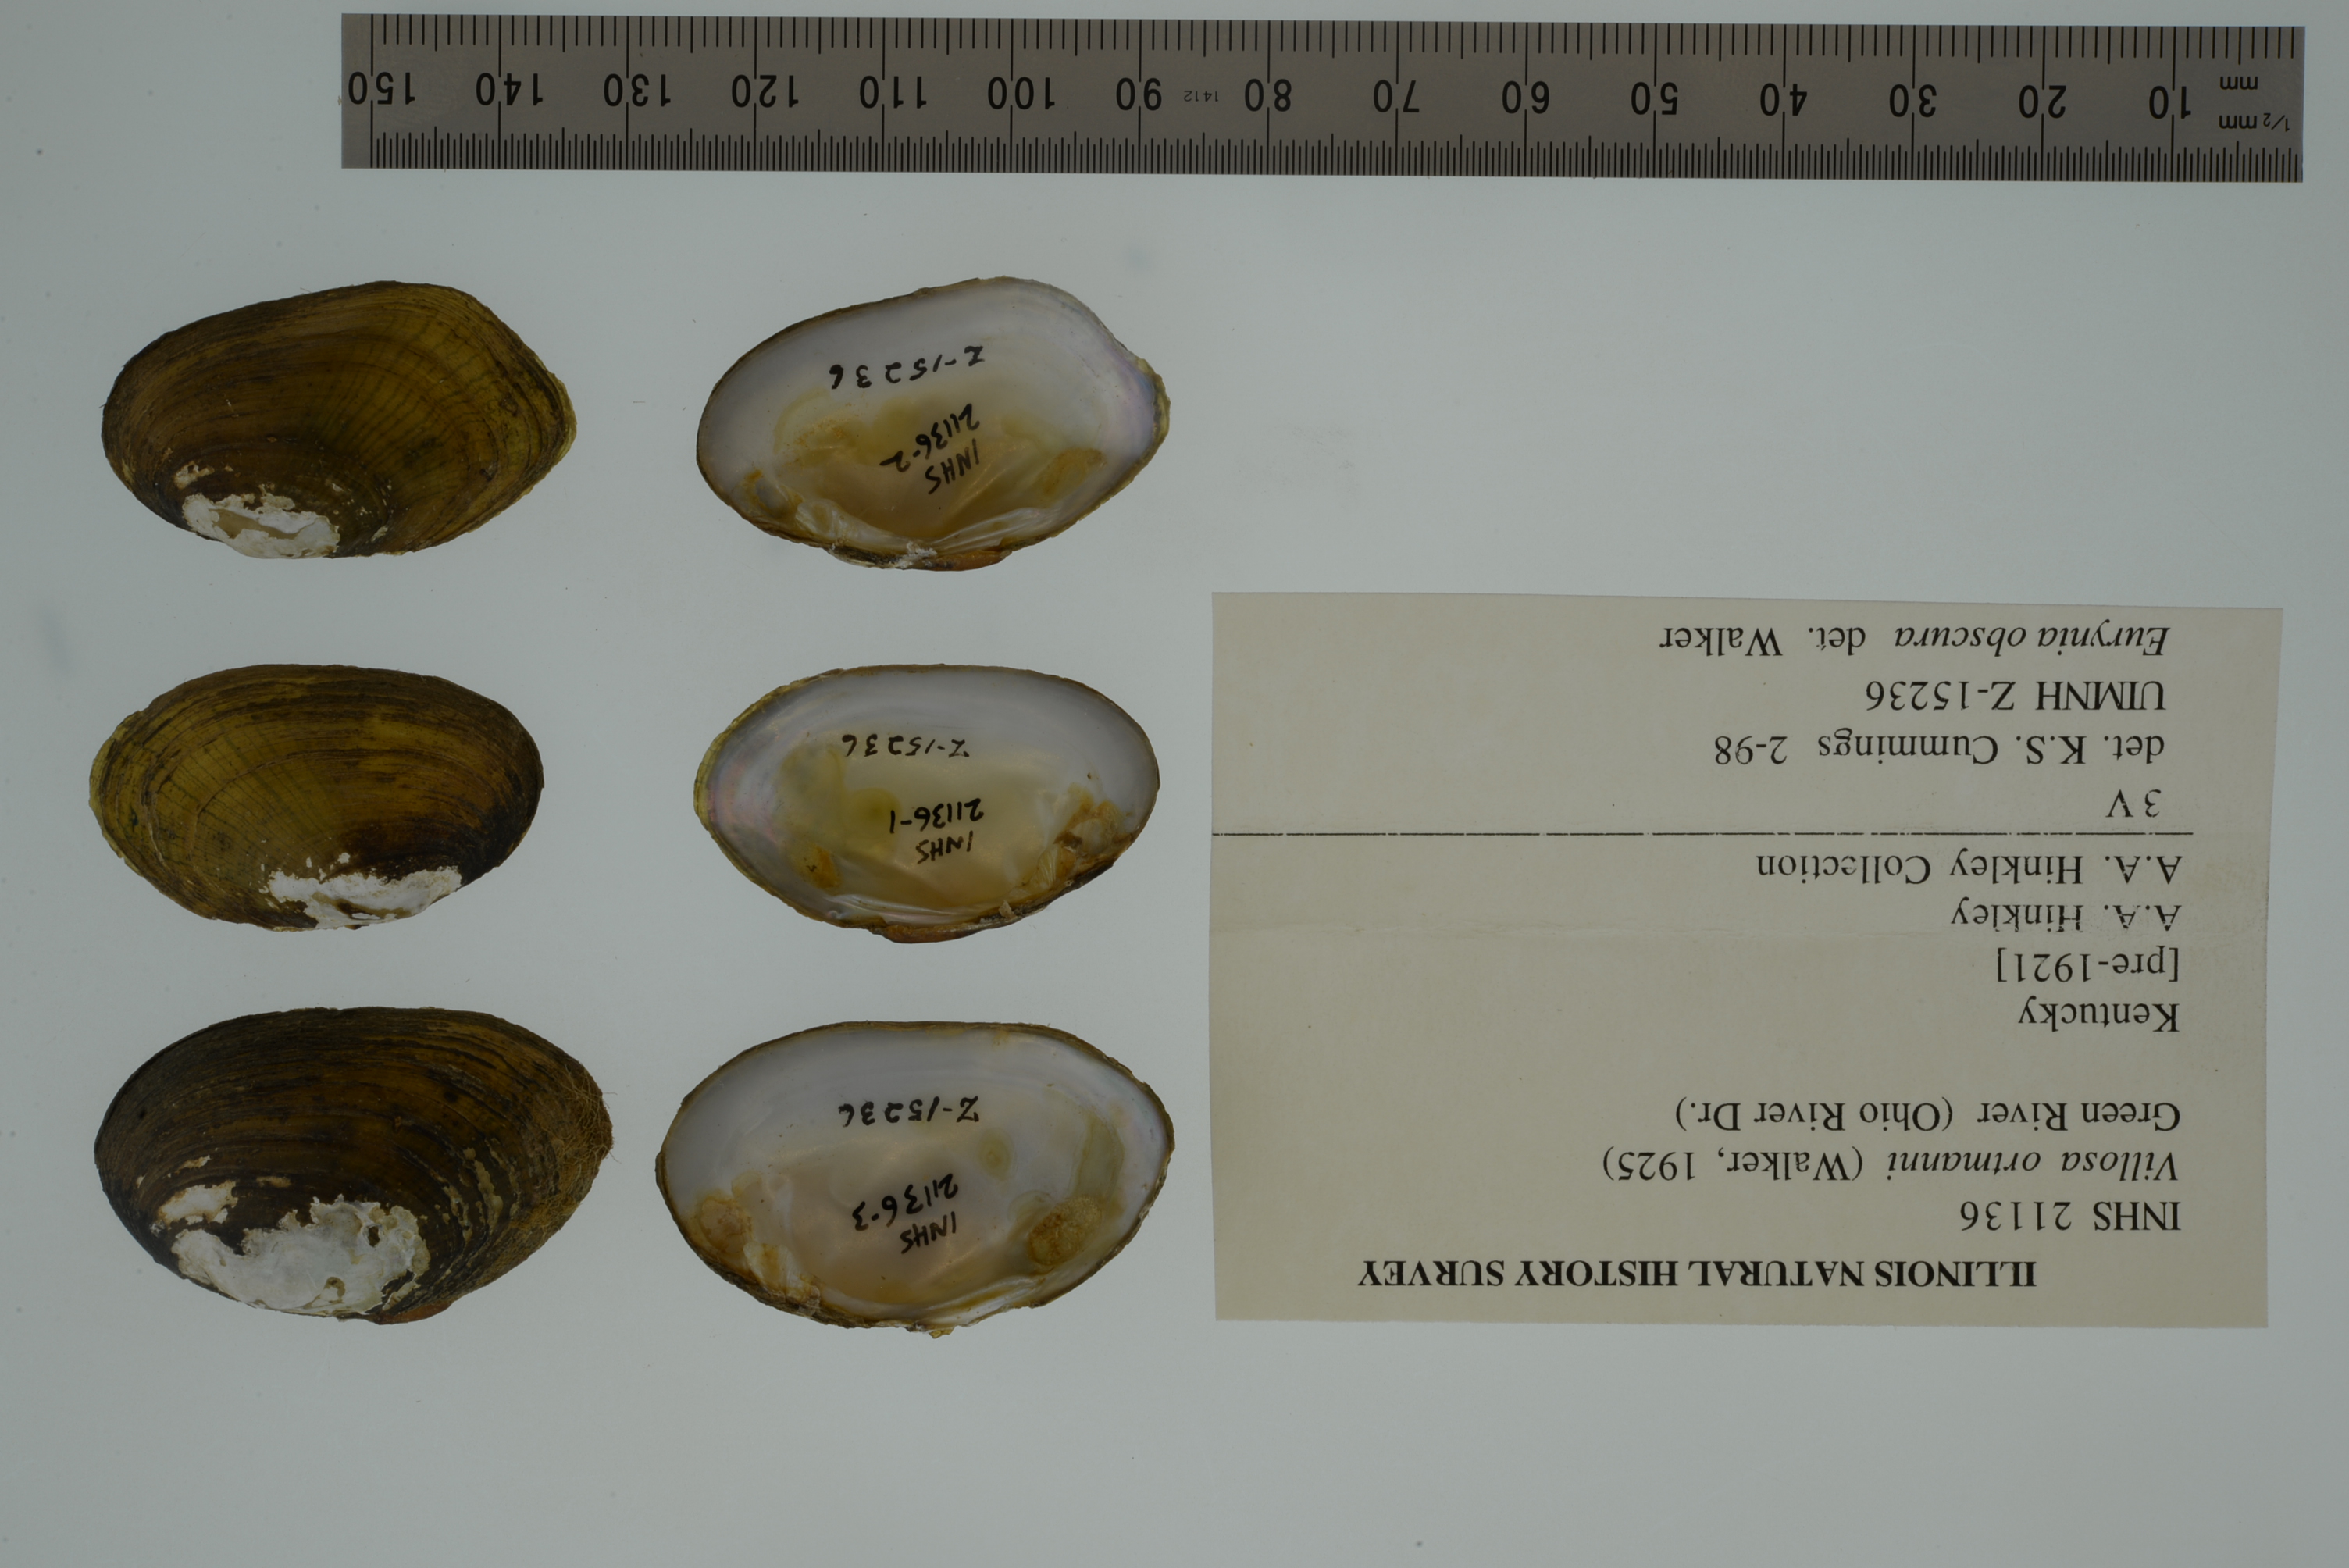 ILLINOIS NATURAL HISTORY SURVEY
INHS 21136
Villosa ortmanni (Walker, 1925)
Green River (Ohio River Dr.)
Kentucky
[pre-1921]
A.A. Hinkley
A.A. Hinkley Collection
3 V
det. K.S. Cummings 2-98
UIMNH Z-15236
Eurynia obscura det. Walker
INHS
21136-3
Z-15236
INHS
21136-1
Z-15236
INHS
21136-2
Z-15236
1/2 mm
mm
10 20 30 40 50 60 70 80 1412 90 100 110 120 130 140 150